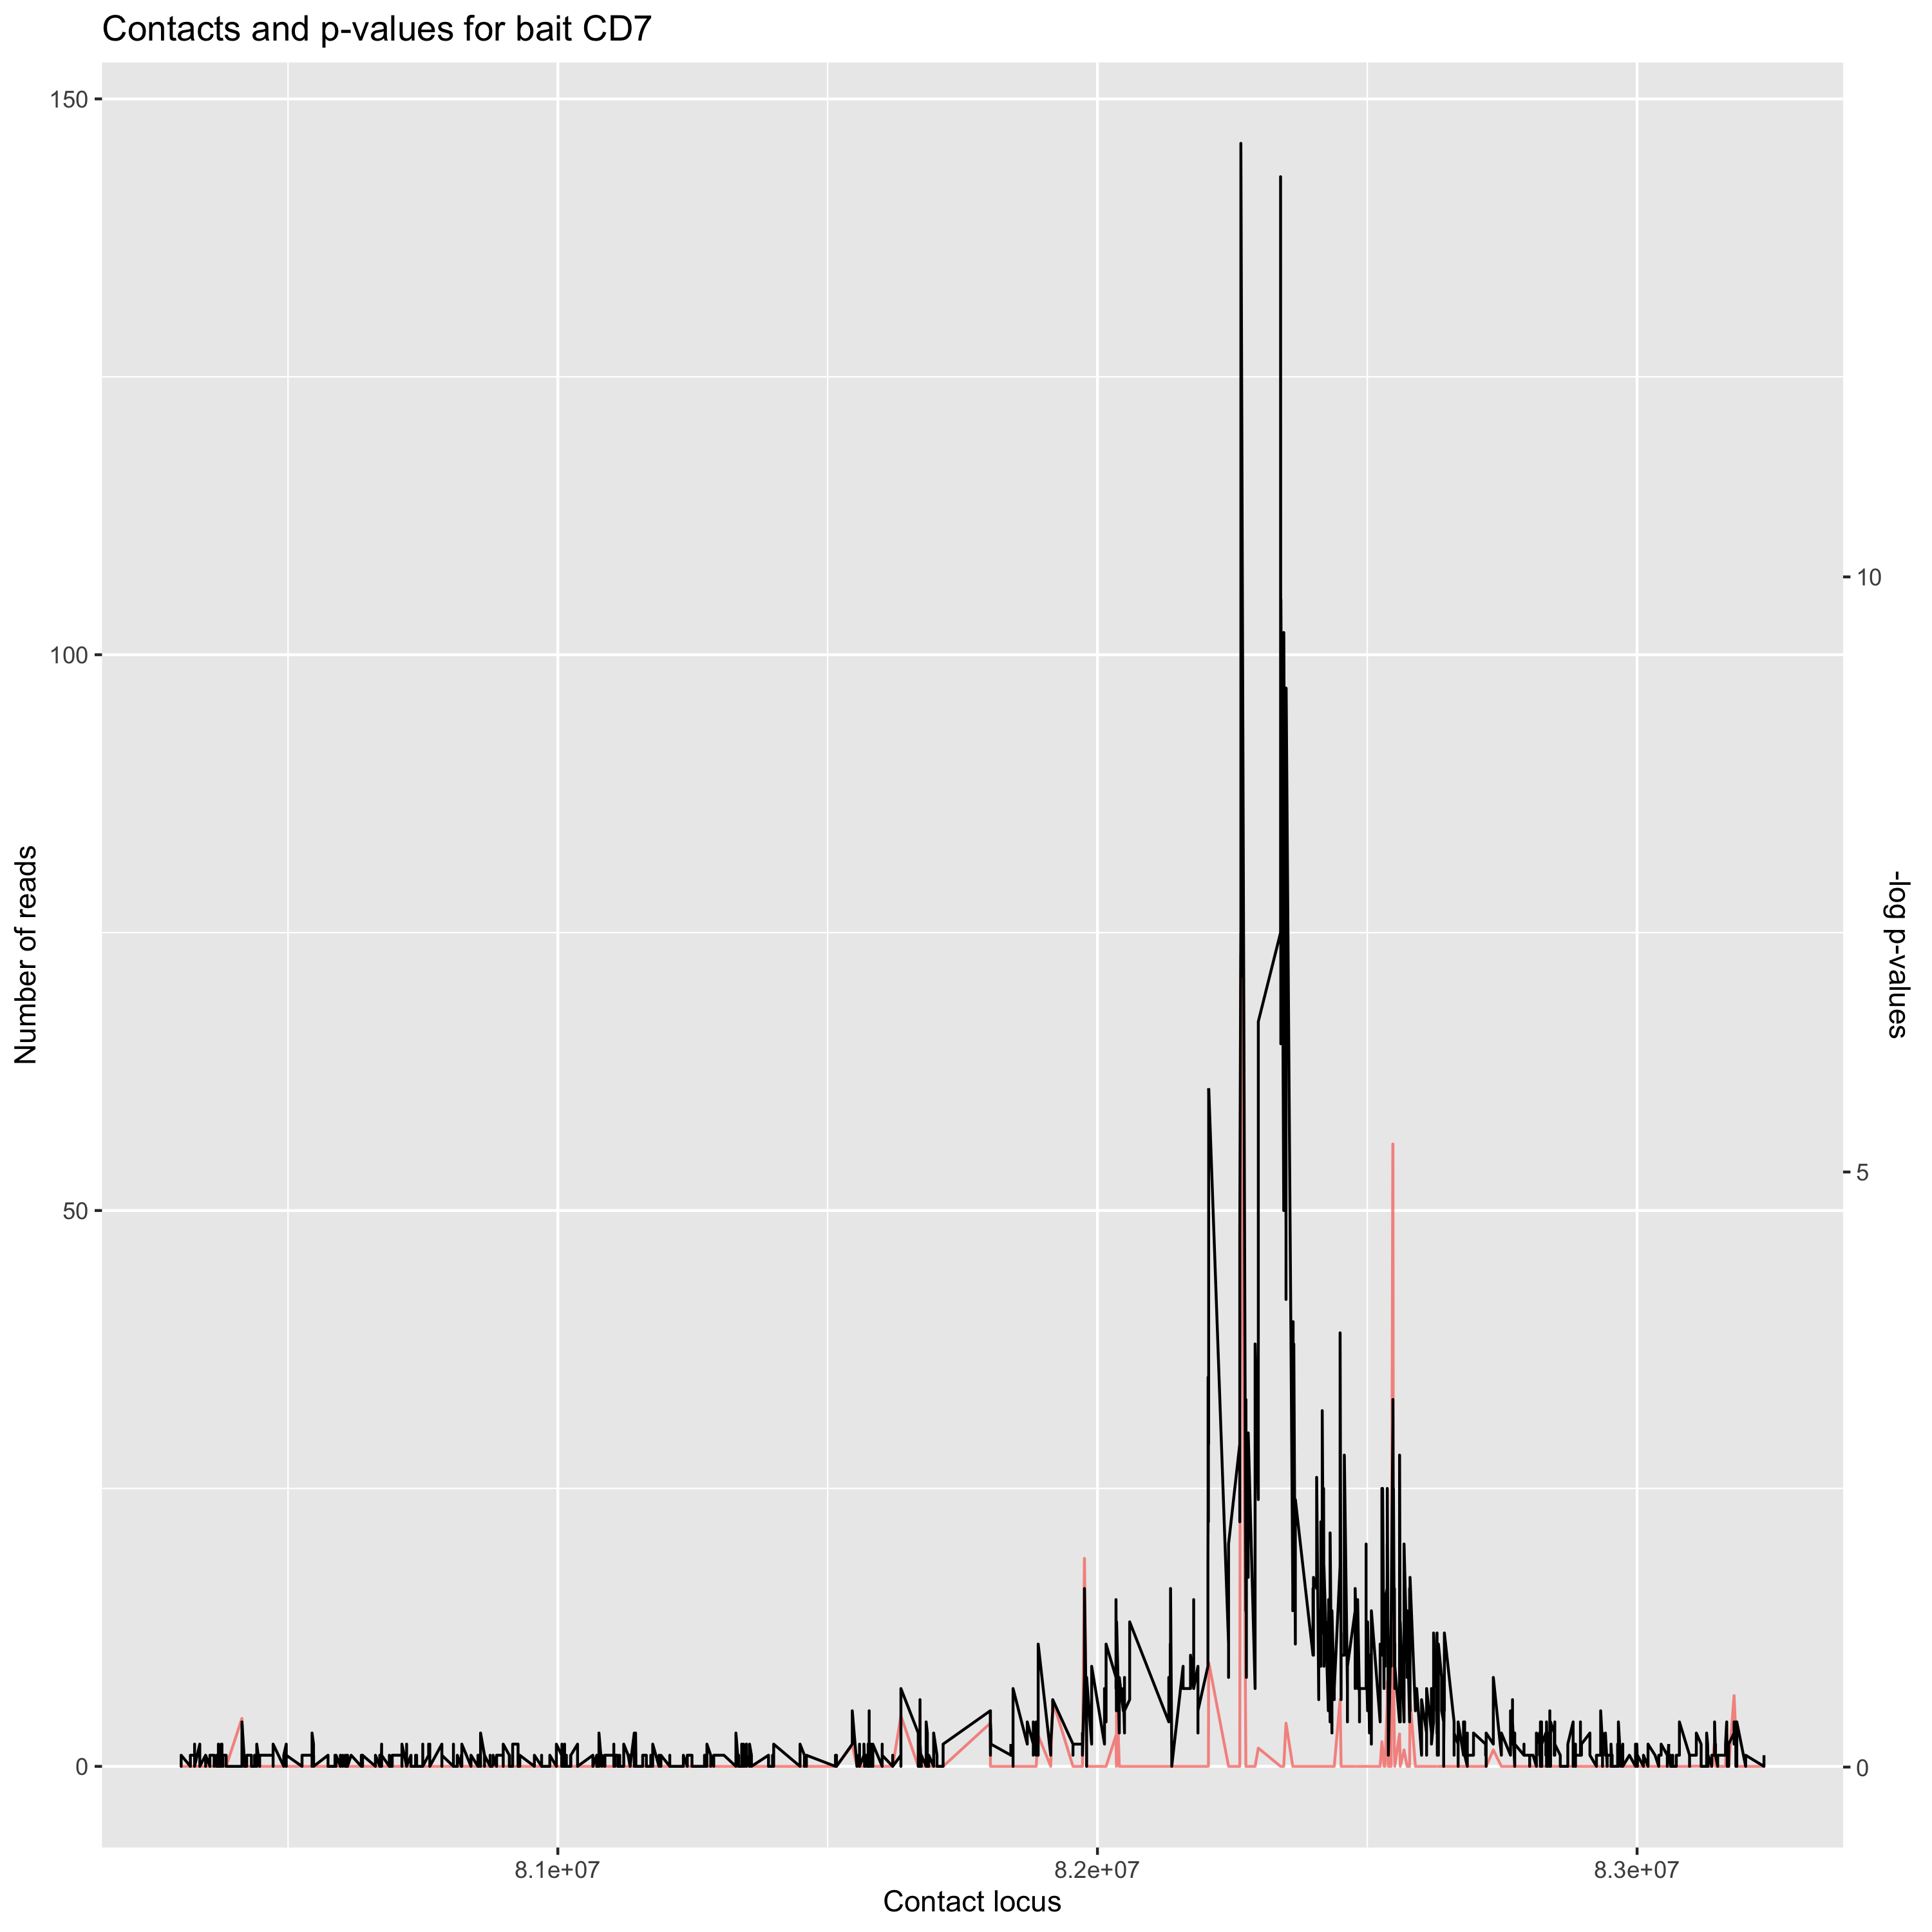 Contacts and p-values for bait CD7
150
100
50
0
Number of reads
10
5
0
-log p-values
8.1e+07
8.2e+07
8.3e+07
Contact locus